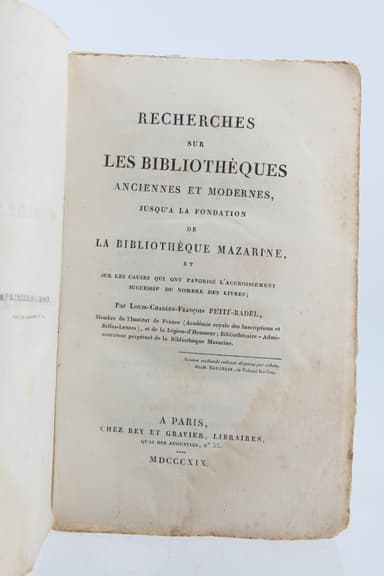 RECHERCHES
SUR
LES BIBLIOTHÈQUES
ANCIENNES ET MODERNES,
JUSQU'A LA FONDATION
DE
LA BIBLIOTHÈQUE MAZARINE,
ET
SUR LES CAUSES QUI ONT FAVORISÉ L'ACCROISSEMENT
SUCCESSIF DU NOMBRE DES LIVRES;
Par Louis-Charles-François PETIT-RADEL,
Membre de l'Institut de France (Académie royale des Inscriptions et
Belles-Lettres), et de la Légion-d'Honneur; Bibliothécaire-Admi-
nistrateur perpétuel de la Bibliothèque Mazarine.
A PARIS,
CHEZ REY ET GRAVIER, LIBRAIRES,
QUAI DES AUGUSTINS, N° 55.
MDCCCXIX.